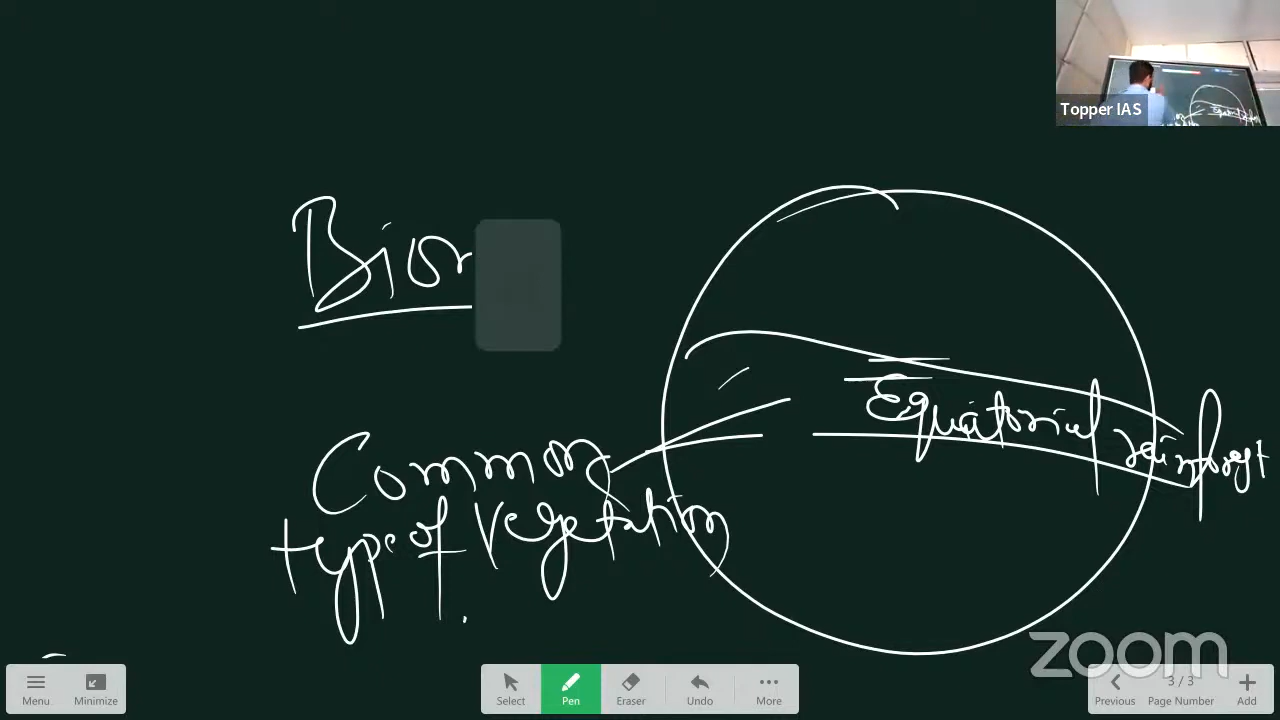 Topper IAS
Bior
Equatorial rainforest
Common
type of vegetation
zoom
Menu
Minimize
Select
Pen
Eraser
Undo
More
Previous
3 / 3
Page Number
Add